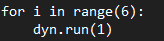 for i in range(6):
    dyn.run(1)